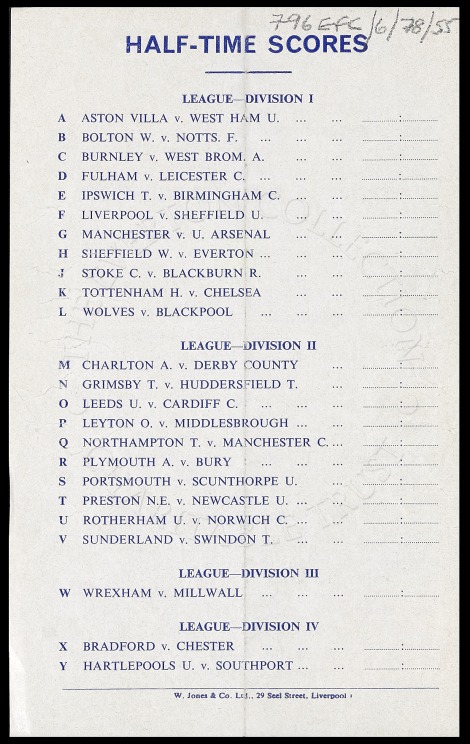 796 EFC/6/78/55
HALF-TIME SCORES
LEAGUE—DIVISION I
A ASTON VILLA v. WEST HAM U. ... ... ............:............
B BOLTON W. v. NOTTS. F. ... ... ............:............
C BURNLEY v. WEST BROM. A. ... ... ............:............
D FULHAM v. LEICESTER C. ... ... ............:............
E IPSWICH T. v. BIRMINGHAM C. ... ... ............:............
F LIVERPOOL v. SHEFFIELD U. ... ... ............:............
G MANCHESTER v. U. ARSENAL ... ... ............:............
H SHEFFIELD W. v. EVERTON ... ... ... ............:............
J STOKE C. v. BLACKBURN R. ... ... ............:............
K TOTTENHAM H. v. CHELSEA ... ... ............:............
L WOLVES v. BLACKPOOL ... ... ... ............:............
LEAGUE—DIVISION II
M CHARLTON A. v. DERBY COUNTY ... ............:............
N GRIMSBY T. v. HUDDERSFIELD T. ... ............:............
O LEEDS U. v. CARDIFF C. ... ... ... ............:............
P LEYTON O. v. MIDDLESBROUGH ... ... ............:............
Q NORTHAMPTON T. v. MANCHESTER C. ... ............:............
R PLYMOUTH A. v. BURY ... ... ... ............:............
S PORTSMOUTH v. SCUNTHORPE U. ... ............:............
T PRESTON N.E. v. NEWCASTLE U. ... ... ............:............
U ROTHERHAM U. v. NORWICH C. ... ... ............:............
V SUNDERLAND v. SWINDON T. ... ... ............:............
LEAGUE—DIVISION III
W WREXHAM v. MILLWALL ... ... ... ............:............
LEAGUE—DIVISION IV
X BRADFORD v. CHESTER ... ... ... ............:............
Y HARTLEPOOLS U. v. SOUTHPORT ... ... ............:............
W. Jones & Co. Ltd., 29 Seel Street, Liverpool